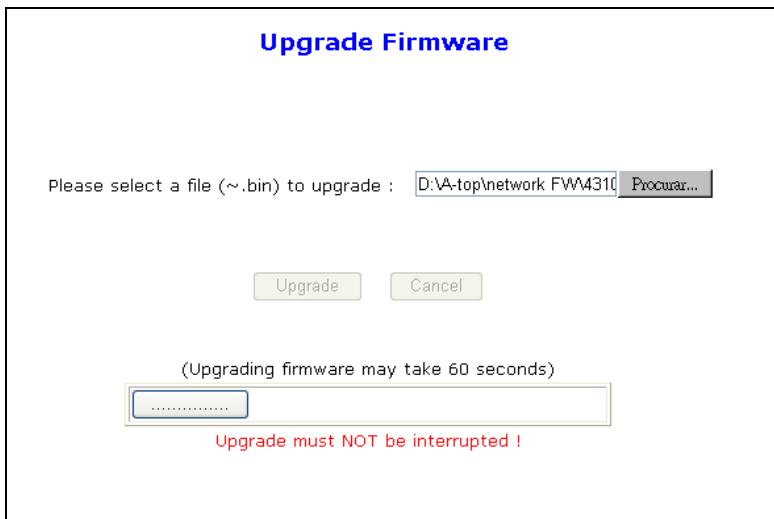 Upgrade Firmware
Please select a file (~.bin) to upgrade : D:\A-top\network FW\4310 Procurar...
Upgrade Cancel
(Upgrading firmware may take 60 seconds)
...............
Upgrade must NOT be interrupted !